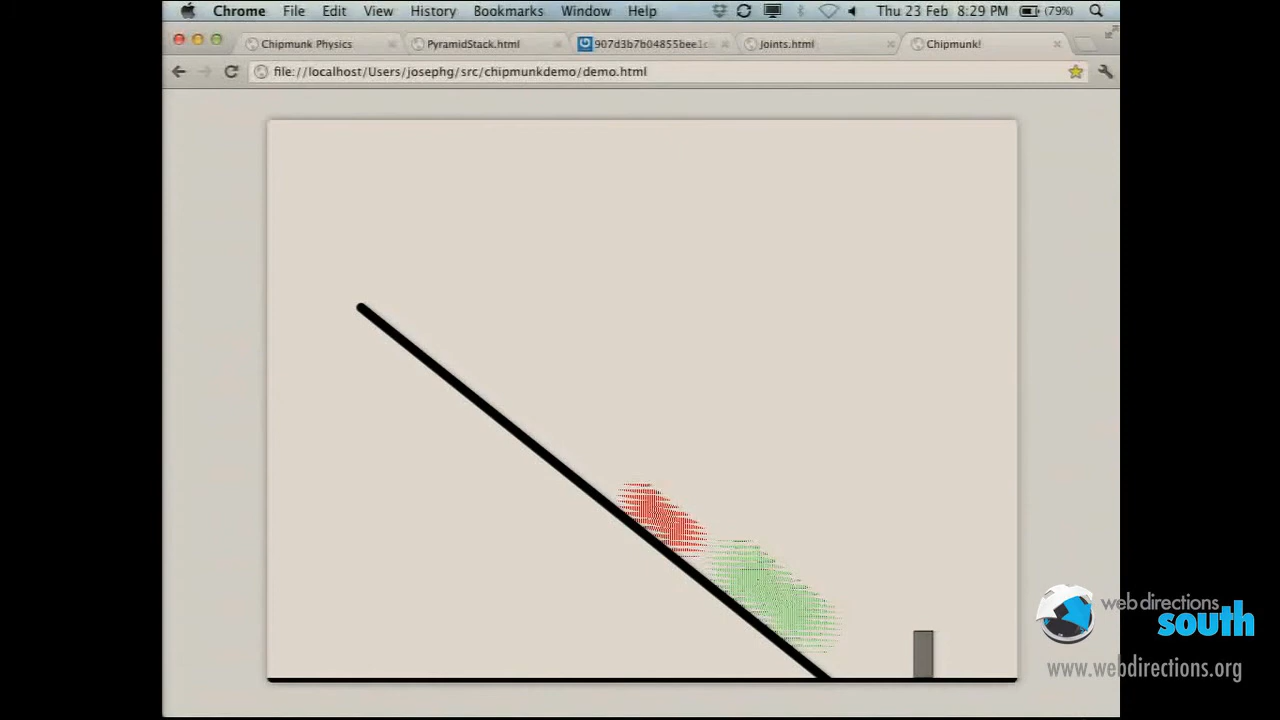 Chrome File Edit View History Bookmarks Window Help Thu 23 Feb 8:29 PM (79%)
Chipmunk Physics PyramidStack.html 907d3b7b04855bee1c Joints.html Chipmunk!
file://localhost/Users/josephg/src/chipmunkdemo/demo.html
web directions
south
www.webdirections.org